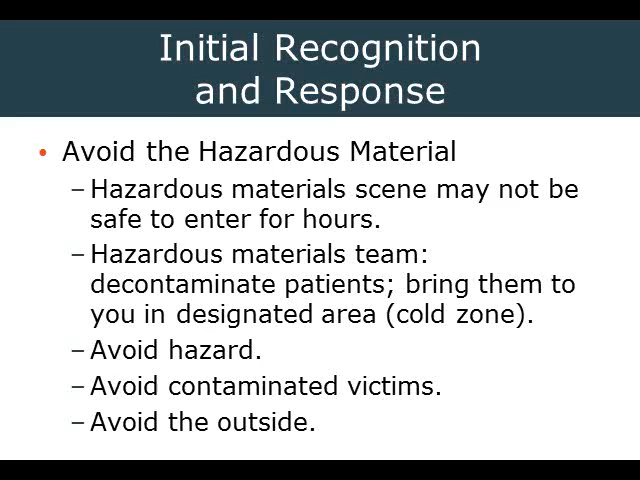 Initial Recognition
and Response
• Avoid the Hazardous Material
– Hazardous materials scene may not be
safe to enter for hours.
– Hazardous materials team:
decontaminate patients; bring them to
you in designated area (cold zone).
– Avoid hazard.
– Avoid contaminated victims.
– Avoid the outside.